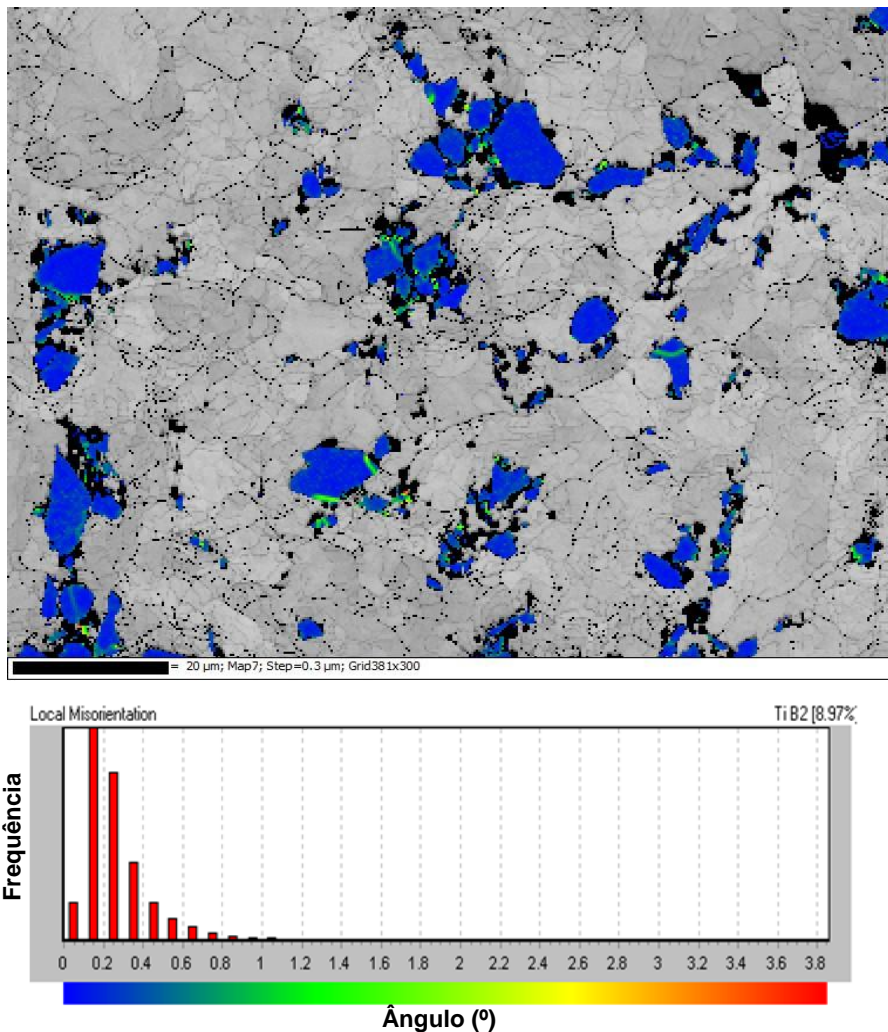 = 20 µm; Map7; Step=0.3 µm; Grid381x300
Local Misorientation Ti B2 [8.97%]
Frequência
0 0.2 0.4 0.6 0.8 1 1.2 1.4 1.6 1.8 2 2.2 2.4 2.6 2.8 3 3.2 3.4 3.6 3.8
Ângulo (º)